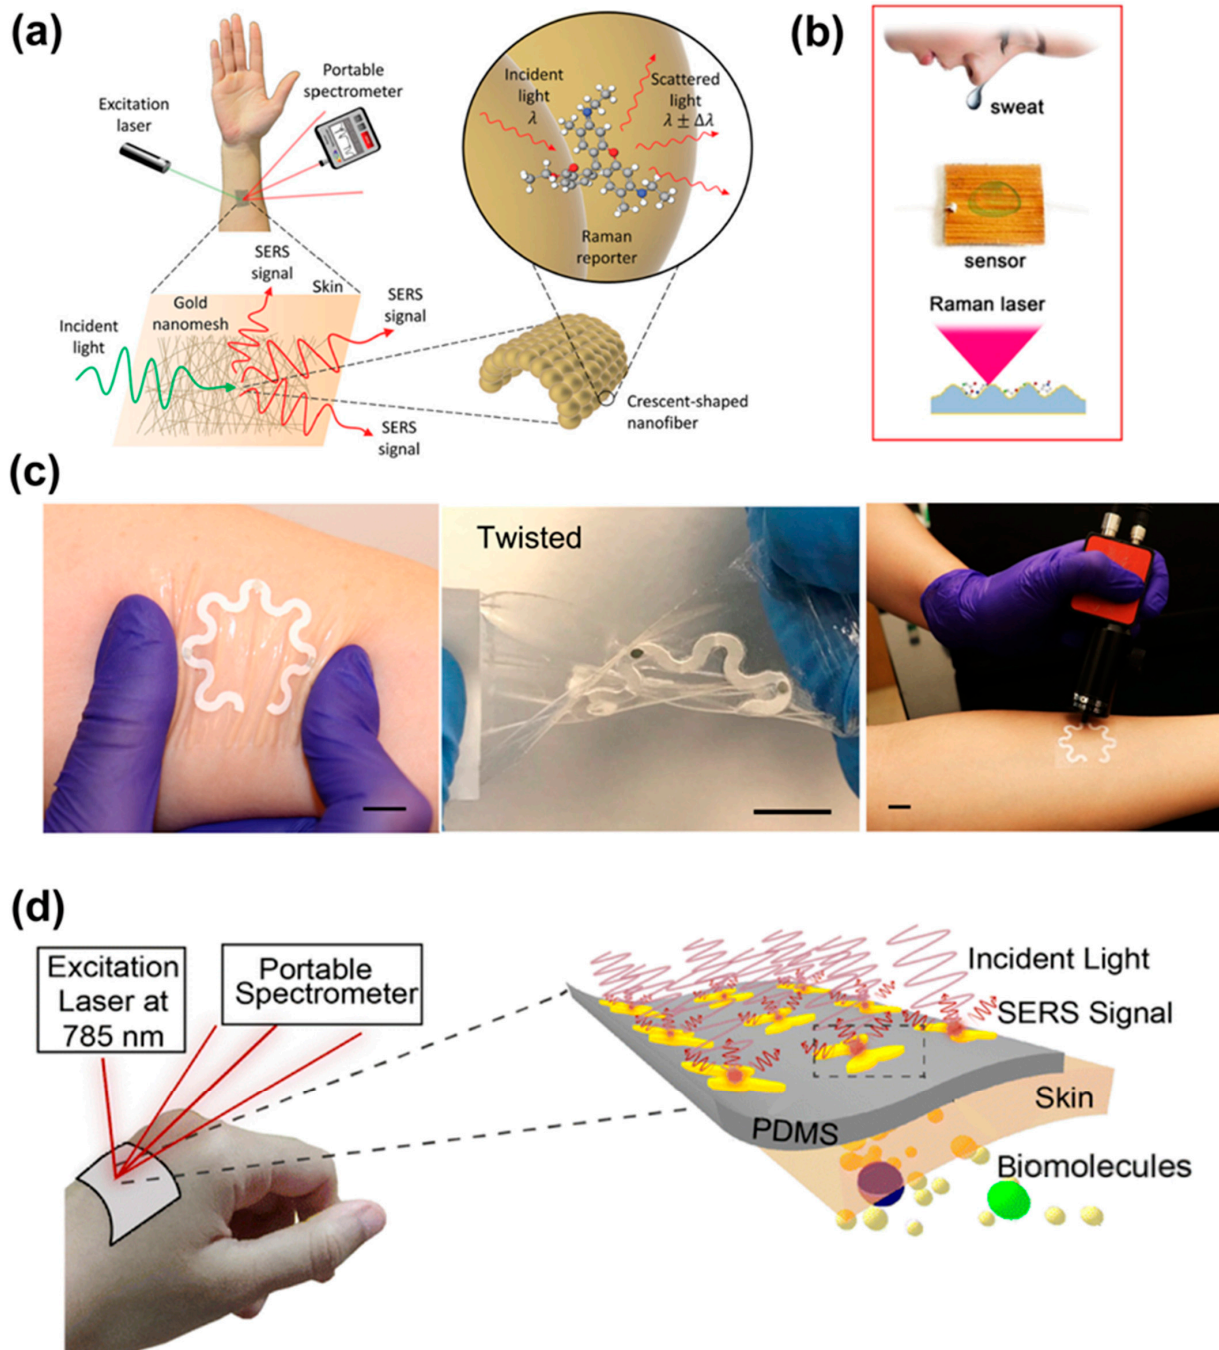 (a)
Excitation
laser
Portable
spectrometer
Incident
light
λ
Scattered
light
λ ± Δλ
Raman
reporter
SERS
signal
Skin
Gold
nanomesh
SERS
signal
Incident
light
SERS
signal
Crescent-shaped
nanofiber
(b)
sweat
sensor
Raman laser
(c)
Twisted
(d)
Excitation
Laser at
785 nm
Portable
Spectrometer
Incident Light
SERS Signal
Skin
PDMS
Biomolecules